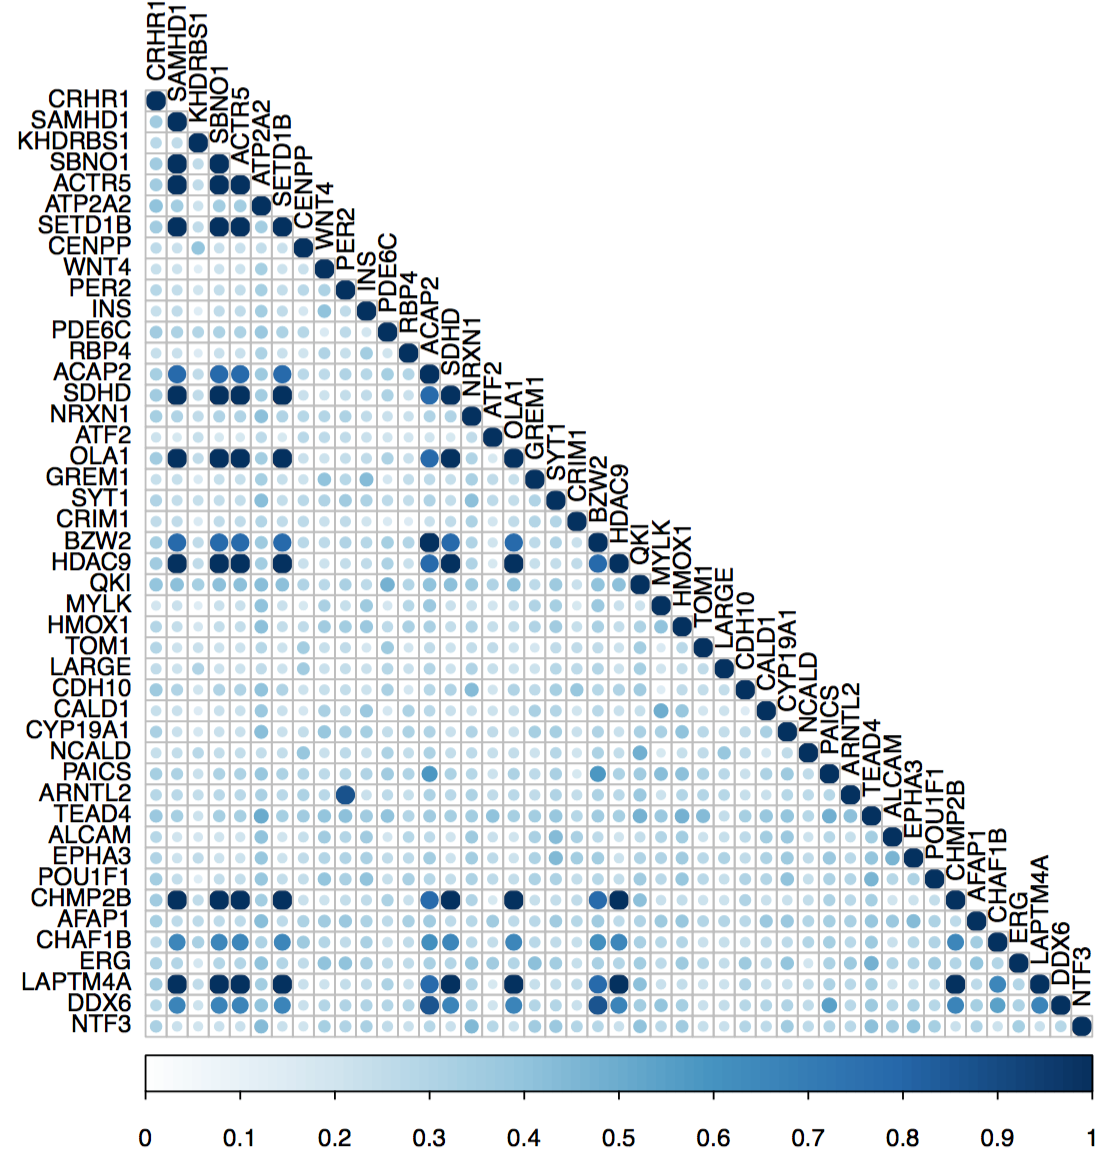 CRHR1
SAMHD1
KHDRBS1
SBNO1
ACTR5
ATP2A2
SETD1B
CENPP
WNT4
PER2
INS
PDE6C
RBP4
ACAP2
SDHD
NRXN1
ATF2
OLA1
GREM1
SYT1
CRIM1
BZW2
HDAC9
QKI
MYLK
HMOX1
TOM1
LARGE
CDH10
CALD1
CYP19A1
NCALD
PAICS
ARNTL2
TEAD4
ALCAM
EPHA3
POU1F1
CHMP2B
AFAP1
CHAF1B
ERG
LAPTM4A
DDX6
NTF3
CRHR1
SAMHD1
KHDRBS1
SBNO1
ACTR5
ATP2A2
SETD1B
CENPP
WNT4
PER2
INS
PDE6C
RBP4
ACAP2
SDHD
NRXN1
ATF2
OLA1
GREM1
SYT1
CRIM1
BZW2
HDAC9
QKI
MYLK
HMOX1
TOM1
LARGE
CDH10
CALD1
CYP19A1
NCALD
PAICS
ARNTL2
TEAD4
ALCAM
EPHA3
POU1F1
CHMP2B
AFAP1
CHAF1B
ERG
LAPTM4A
DDX6
NTF3
0 0.1 0.2 0.3 0.4 0.5 0.6 0.7 0.8 0.9 1